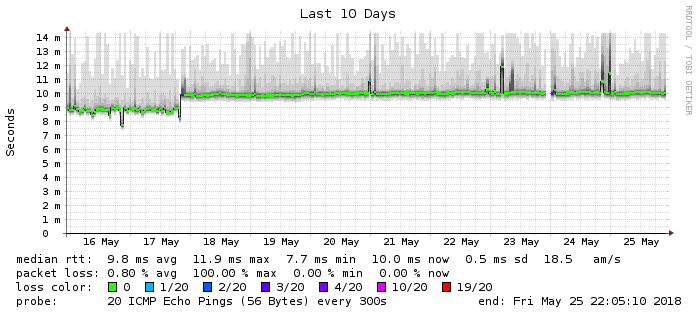 Last 10 Days
RRDTOOL / TOBI OETIKER
Seconds
14 m
13 m
12 m
11 m
10 m
9 m
8 m
7 m
6 m
5 m
4 m
3 m
2 m
1 m
0
16 May 17 May 18 May 19 May 20 May 21 May 22 May 23 May 24 May 25 May
median rtt: 9.8 ms avg 11.9 ms max 7.7 ms min 10.0 ms now 0.5 ms sd 18.5 am/s
packet loss: 0.80 % avg 100.00 % max 0.00 % min 0.00 % now
loss color: 0 1/20 2/20 3/20 4/20 10/20 19/20
probe: 20 ICMP Echo Pings (56 Bytes) every 300s end: Fri May 25 22:05:10 2018